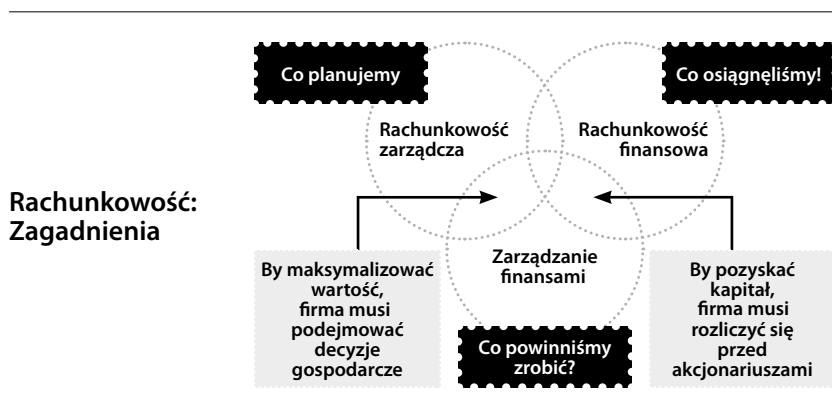 Co planujemy
Co osiągnęliśmy!
Rachunkowość
zarządcza
Rachunkowość
finansowa
Rachunkowość:
Zagadnienia
By maksymalizować
wartość,
firma musi
podejmować
decyzje
gospodarcze
Zarządzanie
finansami
By pozyskać
kapitał,
firma musi
rozliczyć się
przed
akcjonariuszami
Co powinniśmy
zrobić?